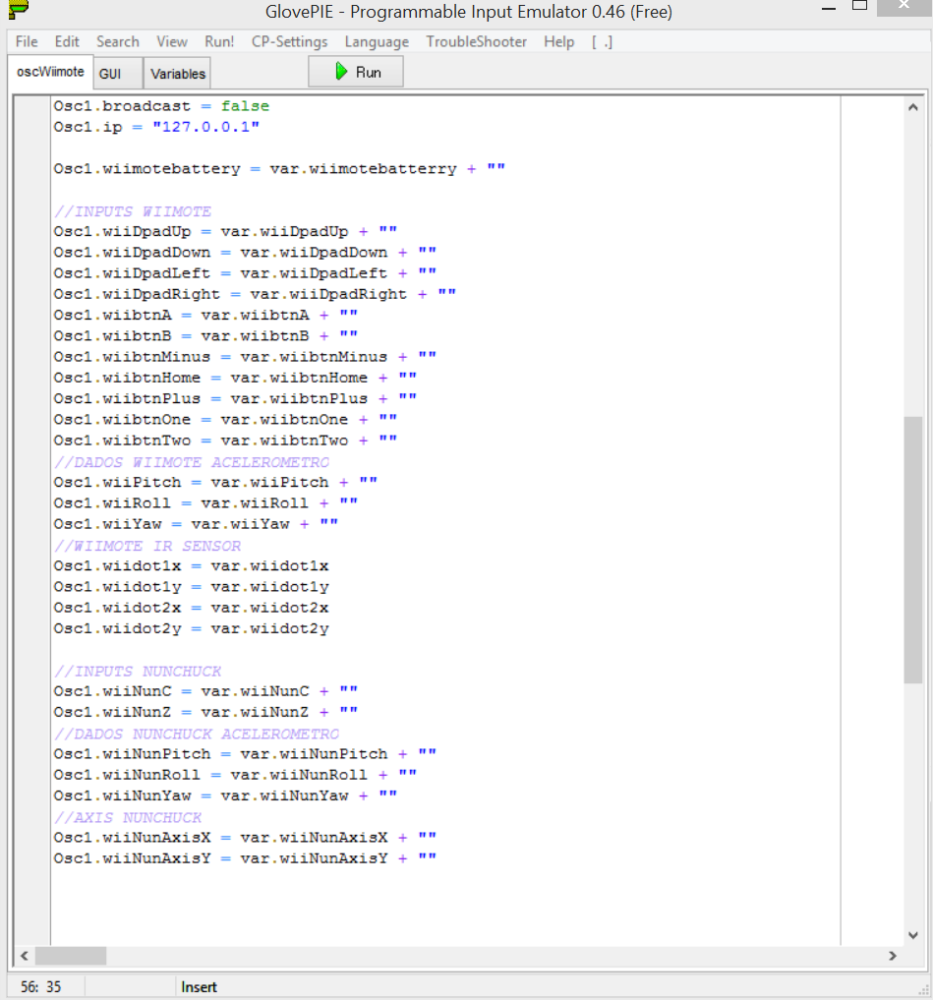 GlovePIE - Programmable Input Emulator 0.46 (Free)
File Edit Search View Run! CP-Settings Language TroubleShooter Help [ .]
oscWiimote GUI Variables Run
Osc1.broadcast = false
Osc1.ip = "127.0.0.1"
Osc1.wiimotebattery = var.wiimotebatterry + ""
//INPUTS WIIMOTE
Osc1.wiiDpadUp = var.wiiDpadUp + ""
Osc1.wiiDpadDown = var.wiiDpadDown + ""
Osc1.wiiDpadLeft = var.wiiDpadLeft + ""
Osc1.wiiDpadRight = var.wiiDpadRight + ""
Osc1.wiibtnA = var.wiibtnA + ""
Osc1.wiibtnB = var.wiibtnB + ""
Osc1.wiibtnMinus = var.wiibtnMinus + ""
Osc1.wiibtnHome = var.wiibtnHome + ""
Osc1.wiibtnPlus = var.wiibtnPlus + ""
Osc1.wiibtnOne = var.wiibtnOne + ""
Osc1.wiibtnTwo = var.wiibtnTwo + ""
//DADOS WIIMOTE ACELEROMETRO
Osc1.wiiPitch = var.wiiPitch + ""
Osc1.wiiRoll = var.wiiRoll + ""
Osc1.wiiYaw = var.wiiYaw + ""
//WIIMOTE IR SENSOR
Osc1.wiidot1x = var.wiidot1x
Osc1.wiidot1y = var.wiidot1y
Osc1.wiidot2x = var.wiidot2x
Osc1.wiidot2y = var.wiidot2y
//INPUTS NUNCHUCK
Osc1.wiiNunC = var.wiiNunC + ""
Osc1.wiiNunZ = var.wiiNunZ + ""
//DADOS NUNCHUCK ACELEROMETRO
Osc1.wiiNunPitch = var.wiiNunPitch + ""
Osc1.wiiNunRoll = var.wiiNunRoll + ""
Osc1.wiiNunYaw = var.wiiNunYaw + ""
//AXIS NUNCHUCK
Osc1.wiiNunAxisX = var.wiiNunAxisX + ""
Osc1.wiiNunAxisY = var.wiiNunAxisY + ""
56: 35 Insert